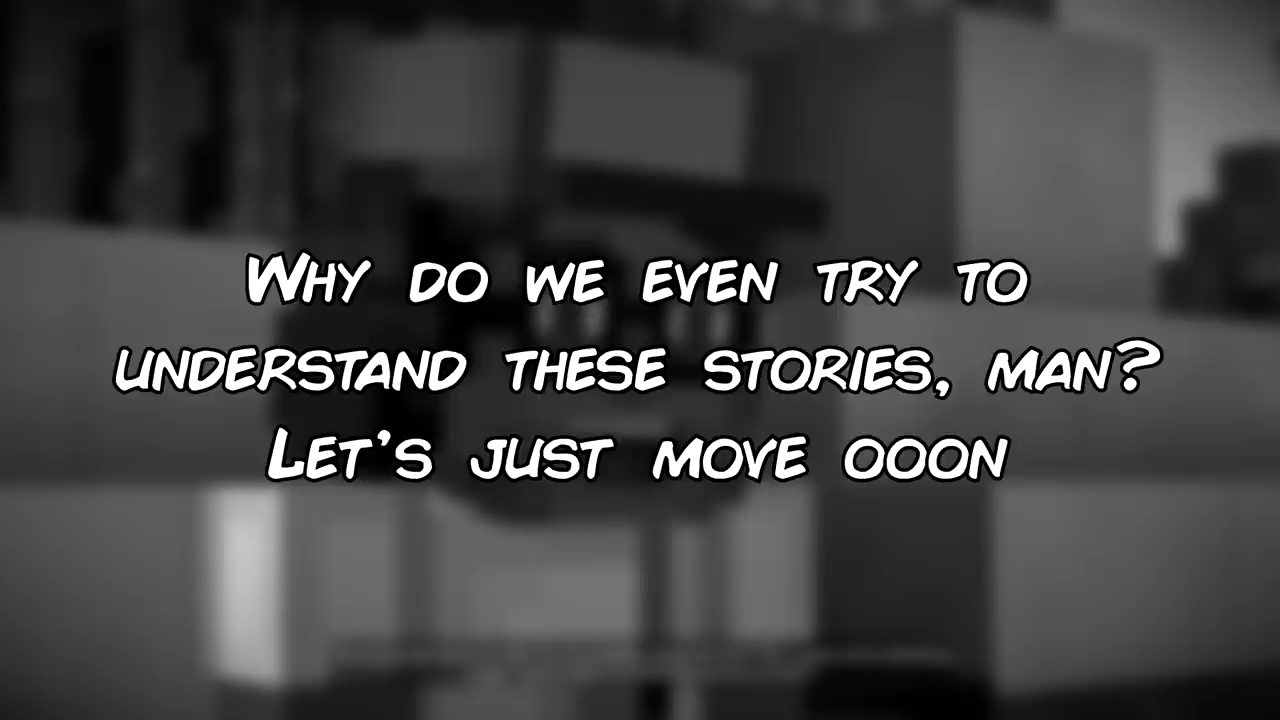 Why do we even try to
understand these stories, man?
Let's just move ooon